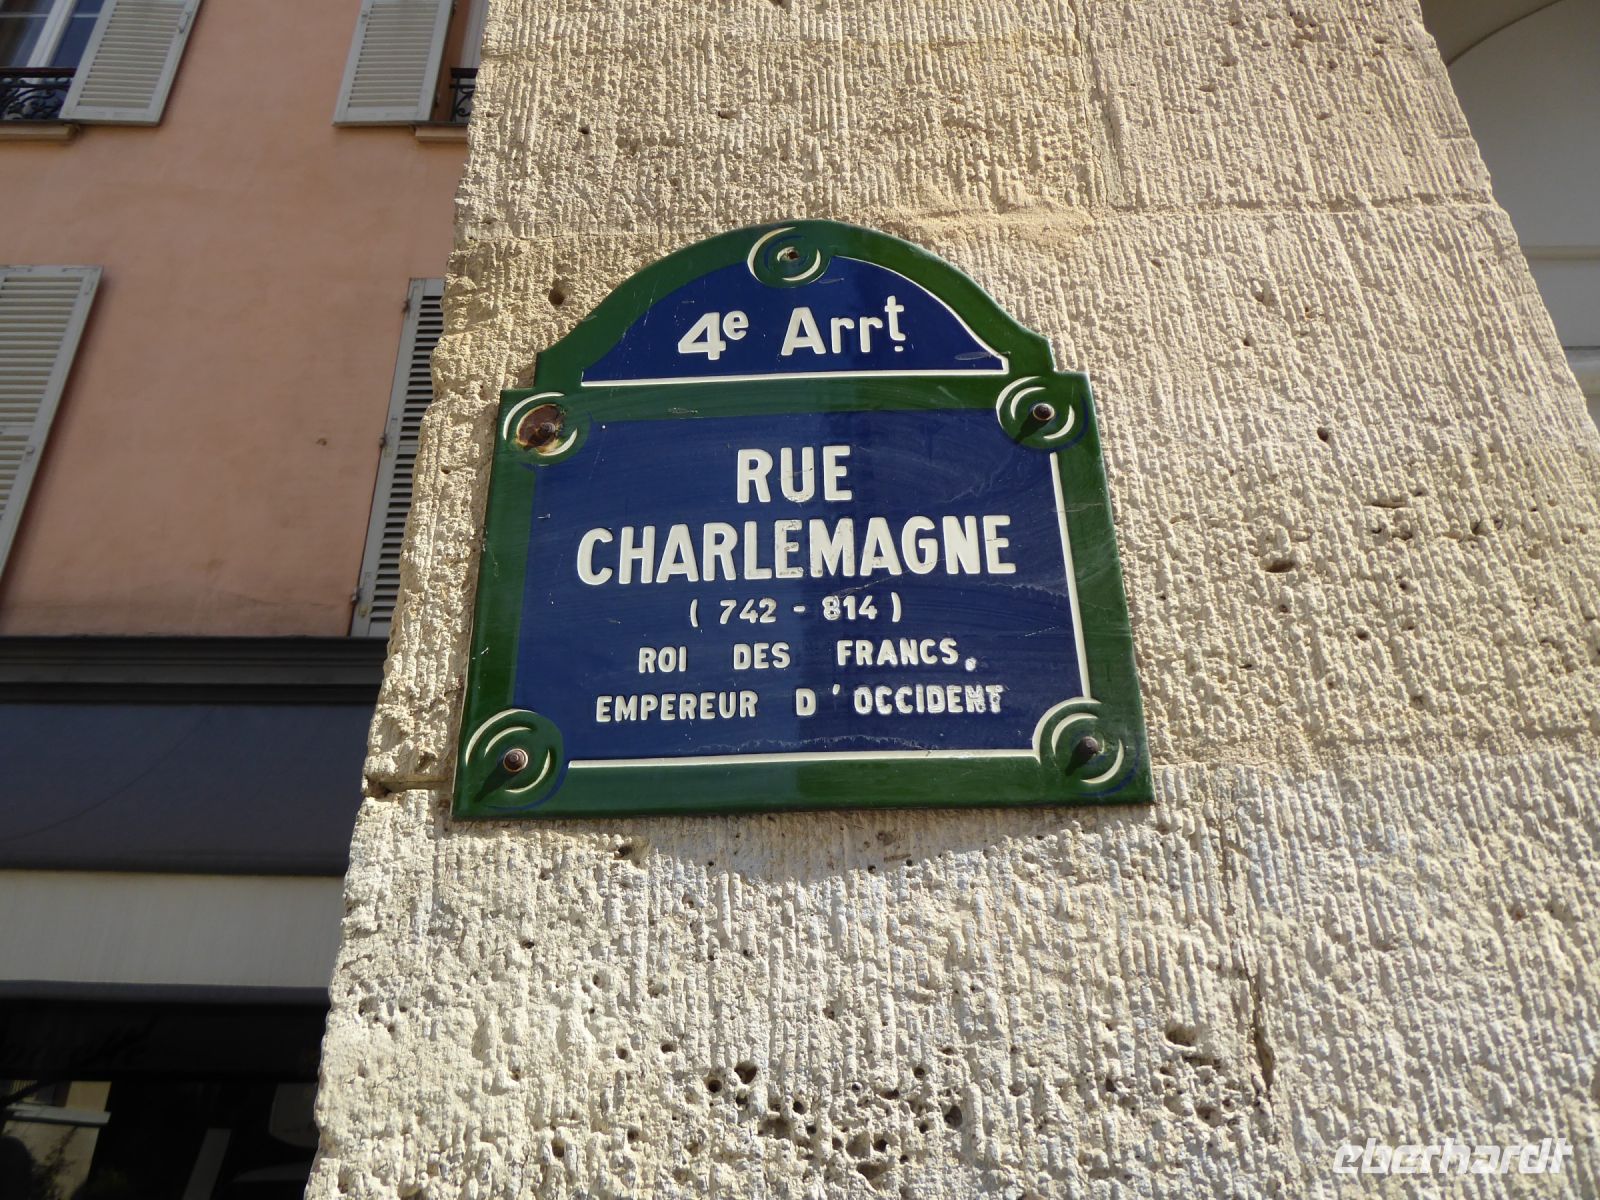 4e Arrt.
RUE
CHARLEMAGNE
( 742 - 814 )
ROI DES FRANCS.
EMPEREUR D'OCCIDENT
eberhardt